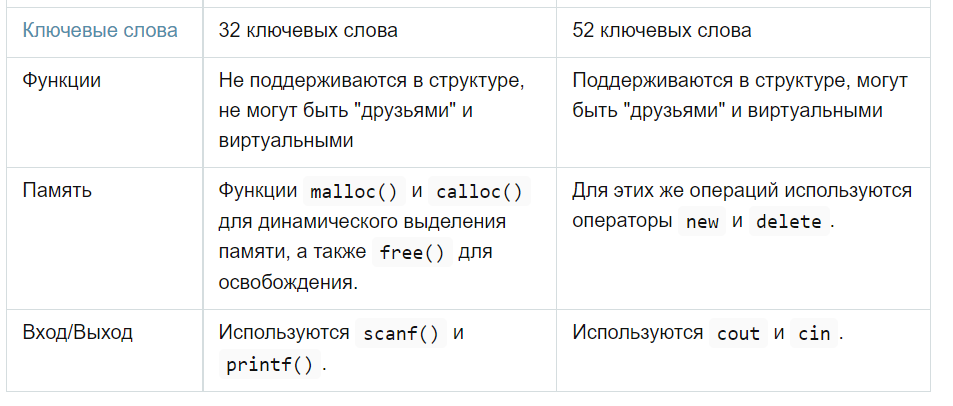 Ключевые слова 32 ключевых слова 52 ключевых слова
Функции Не поддерживаются в структуре, Поддерживаются в структуре, могут
не могут быть "друзьями" и быть "друзьями" и виртуальными
виртуальными
Память Функции malloc() и calloc() Для этих же операций используются
для динамического выделения операторы new и delete.
памяти, а также free() для
освобождения.
Вход/Выход Используются scanf() и Используются cout и cin.
printf().